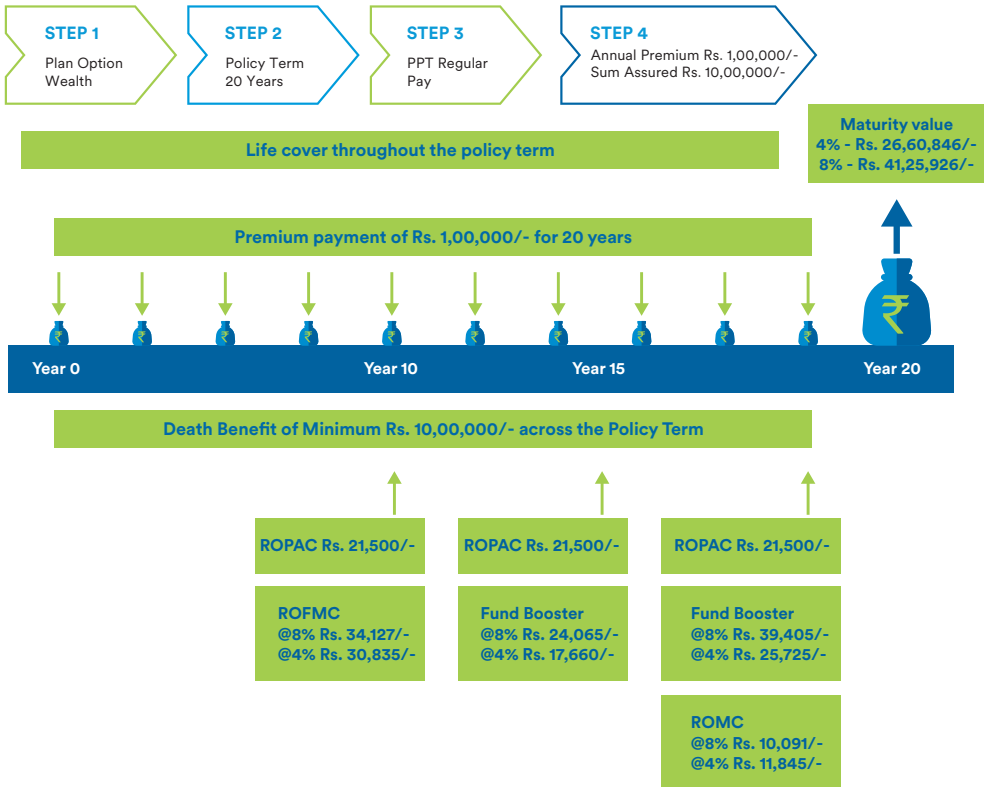 STEP 1
Plan Option
Wealth
STEP 2
Policy Term
20 Years
STEP 3
PPT Regular
Pay
STEP 4
Annual Premium Rs. 1,00,000/-
Sum Assured Rs. 10,00,000/-
Maturity value
4% - Rs. 26,60,846/-
8% - Rs. 41,25,926/-
Life cover throughout the policy term
Premium payment of Rs. 1,00,000/- for 20 years
₹ ₹ ₹ ₹ ₹ ₹ ₹ ₹ ₹ ₹ ₹
Year 0 Year 10 Year 15 Year 20
Death Benefit of Minimum Rs. 10,00,000/- across the Policy Term
ROPAC Rs. 21,500/-
ROFMC
@8% Rs. 34,127/-
@4% Rs. 30,835/-
ROPAC Rs. 21,500/-
Fund Booster
@8% Rs. 24,065/-
@4% Rs. 17,660/-
ROPAC Rs. 21,500/-
Fund Booster
@8% Rs. 39,405/-
@4% Rs. 25,725/-
ROMC
@8% Rs. 10,091/-
@4% Rs. 11,845/-